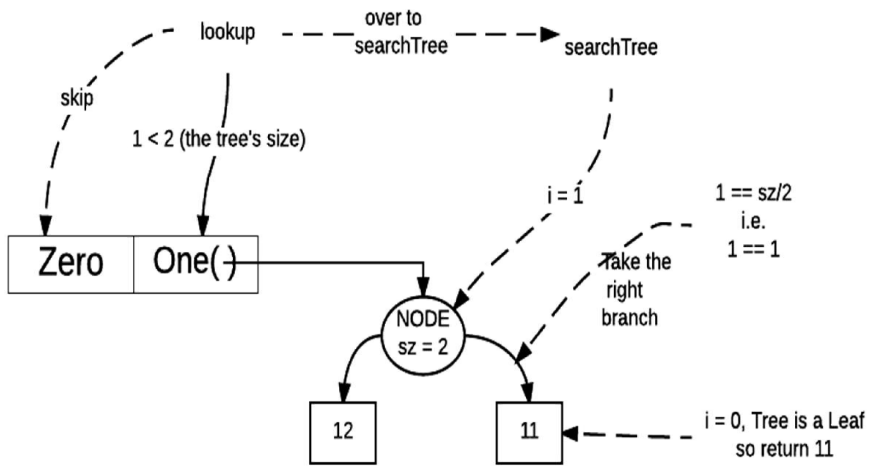 lookup
over to
searchTree
searchTree
skip
1 < 2 (the tree's size)
i = 1
1 == sz/2
i.e.
1 == 1
Zero
One( )
Take the
right
branch
NODE
sz = 2
12
11
i = 0, Tree is a Leaf
so return 11